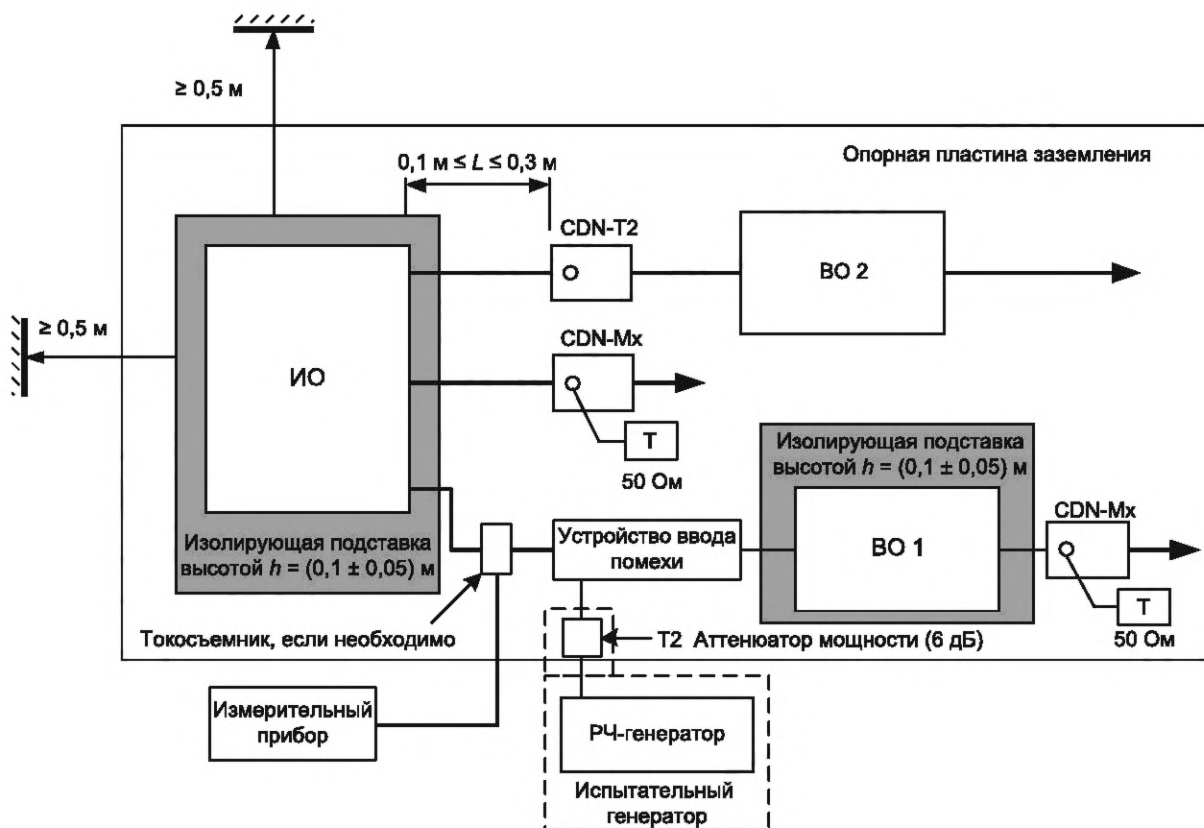 ≥ 0,5 м
Опорная пластина заземления
0,1 м ≤ L ≤ 0,3 м
CDN-T2
ВО 2
≥ 0,5 м
CDN-Mx
ИО
Т
50 Ом
Изолирующая подставка
высотой h = (0,1 ± 0,05) м
CDN-Mx
Устройство ввода
помехи
ВО 1
Изолирующая подставка
высотой h = (0,1 ± 0,05) м
Т
50 Ом
Токосъемник, если необходимо
Т2 Аттенюатор мощности (6 дБ)
Измерительный
прибор
РЧ-генератор
Испытательный
генератор